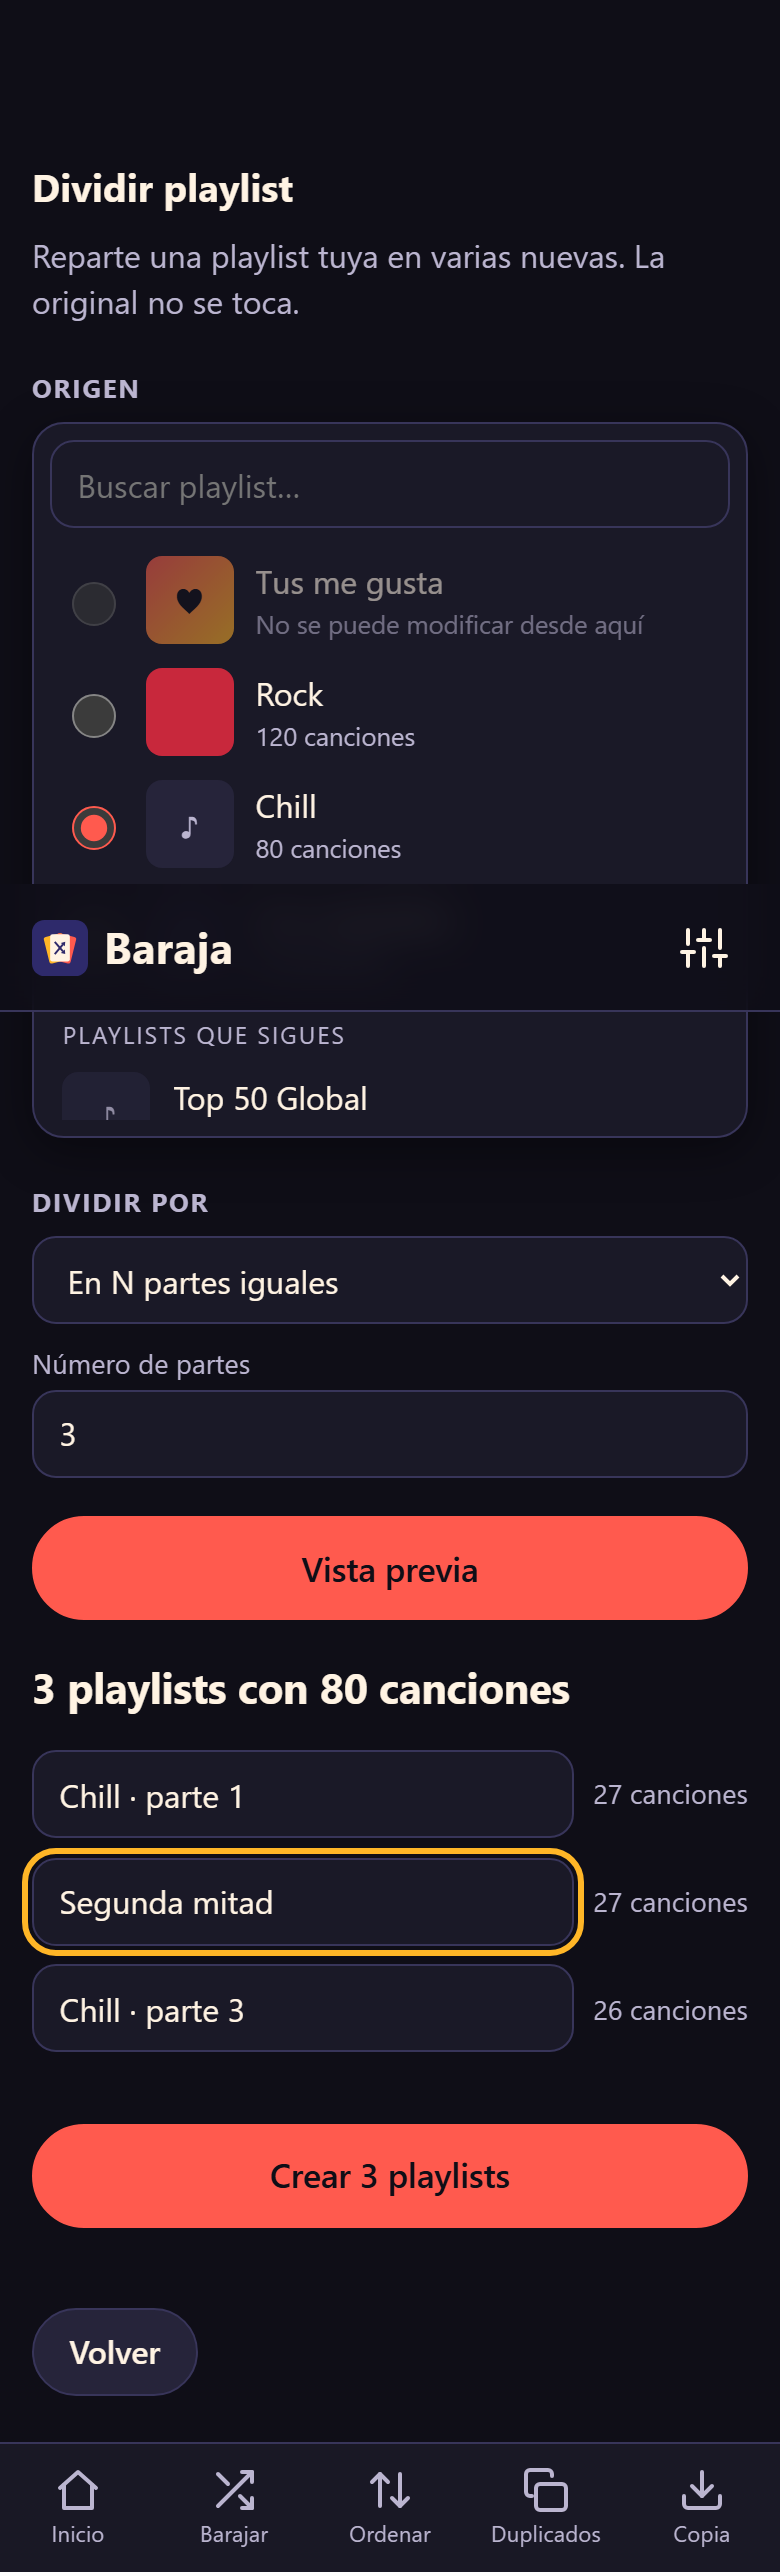 Dividir playlist
Reparte una playlist tuya en varias nuevas. La
original no se toca.
ORIGEN
Buscar playlist...
Tus me gusta
No se puede modificar desde aquí
Rock
120 canciones
Chill
80 canciones
Baraja
PLAYLISTS QUE SIGUES
Top 50 Global
DIVIDIR POR
En N partes iguales
Número de partes
3
Vista previa
3 playlists con 80 canciones
Chill · parte 1
27 canciones
Segunda mitad
27 canciones
Chill · parte 3
26 canciones
Crear 3 playlists
Volver
Inicio
Barajar
Ordenar
Duplicados
Copia